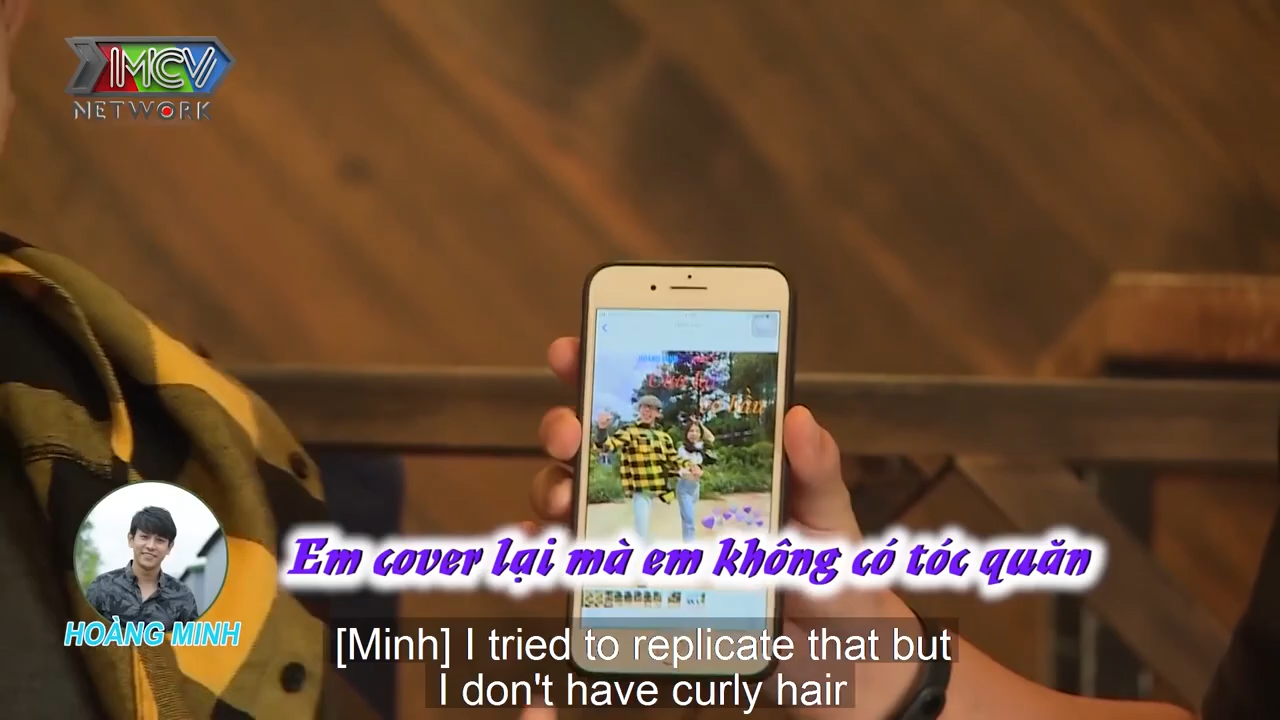 MCV
NETWORK
Em cover lại mà em không có tóc quăn
HOÀNG MINH
[Minh] I tried to replicate that but
I don't have curly hair